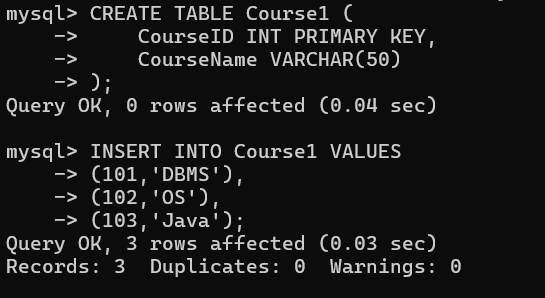 mysql> CREATE TABLE Course1 (
    ->     CourseID INT PRIMARY KEY,
    ->     CourseName VARCHAR(50)
    -> );
Query OK, 0 rows affected (0.04 sec)

mysql> INSERT INTO Course1 VALUES
    -> (101,'DBMS'),
    -> (102,'OS'),
    -> (103,'Java');
Query OK, 3 rows affected (0.03 sec)
Records: 3  Duplicates: 0  Warnings: 0